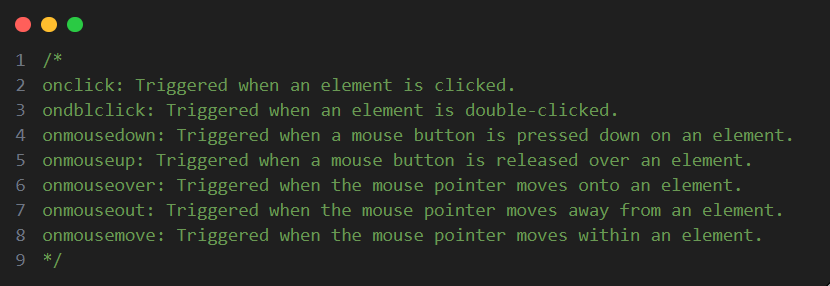 1 /*
2 onclick: Triggered when an element is clicked.
3 ondblclick: Triggered when an element is double-clicked.
4 onmousedown: Triggered when a mouse button is pressed down on an element.
5 onmouseup: Triggered when a mouse button is released over an element.
6 onmouseover: Triggered when the mouse pointer moves onto an element.
7 onmouseout: Triggered when the mouse pointer moves away from an element.
8 onmousemove: Triggered when the mouse pointer moves within an element.
9 */